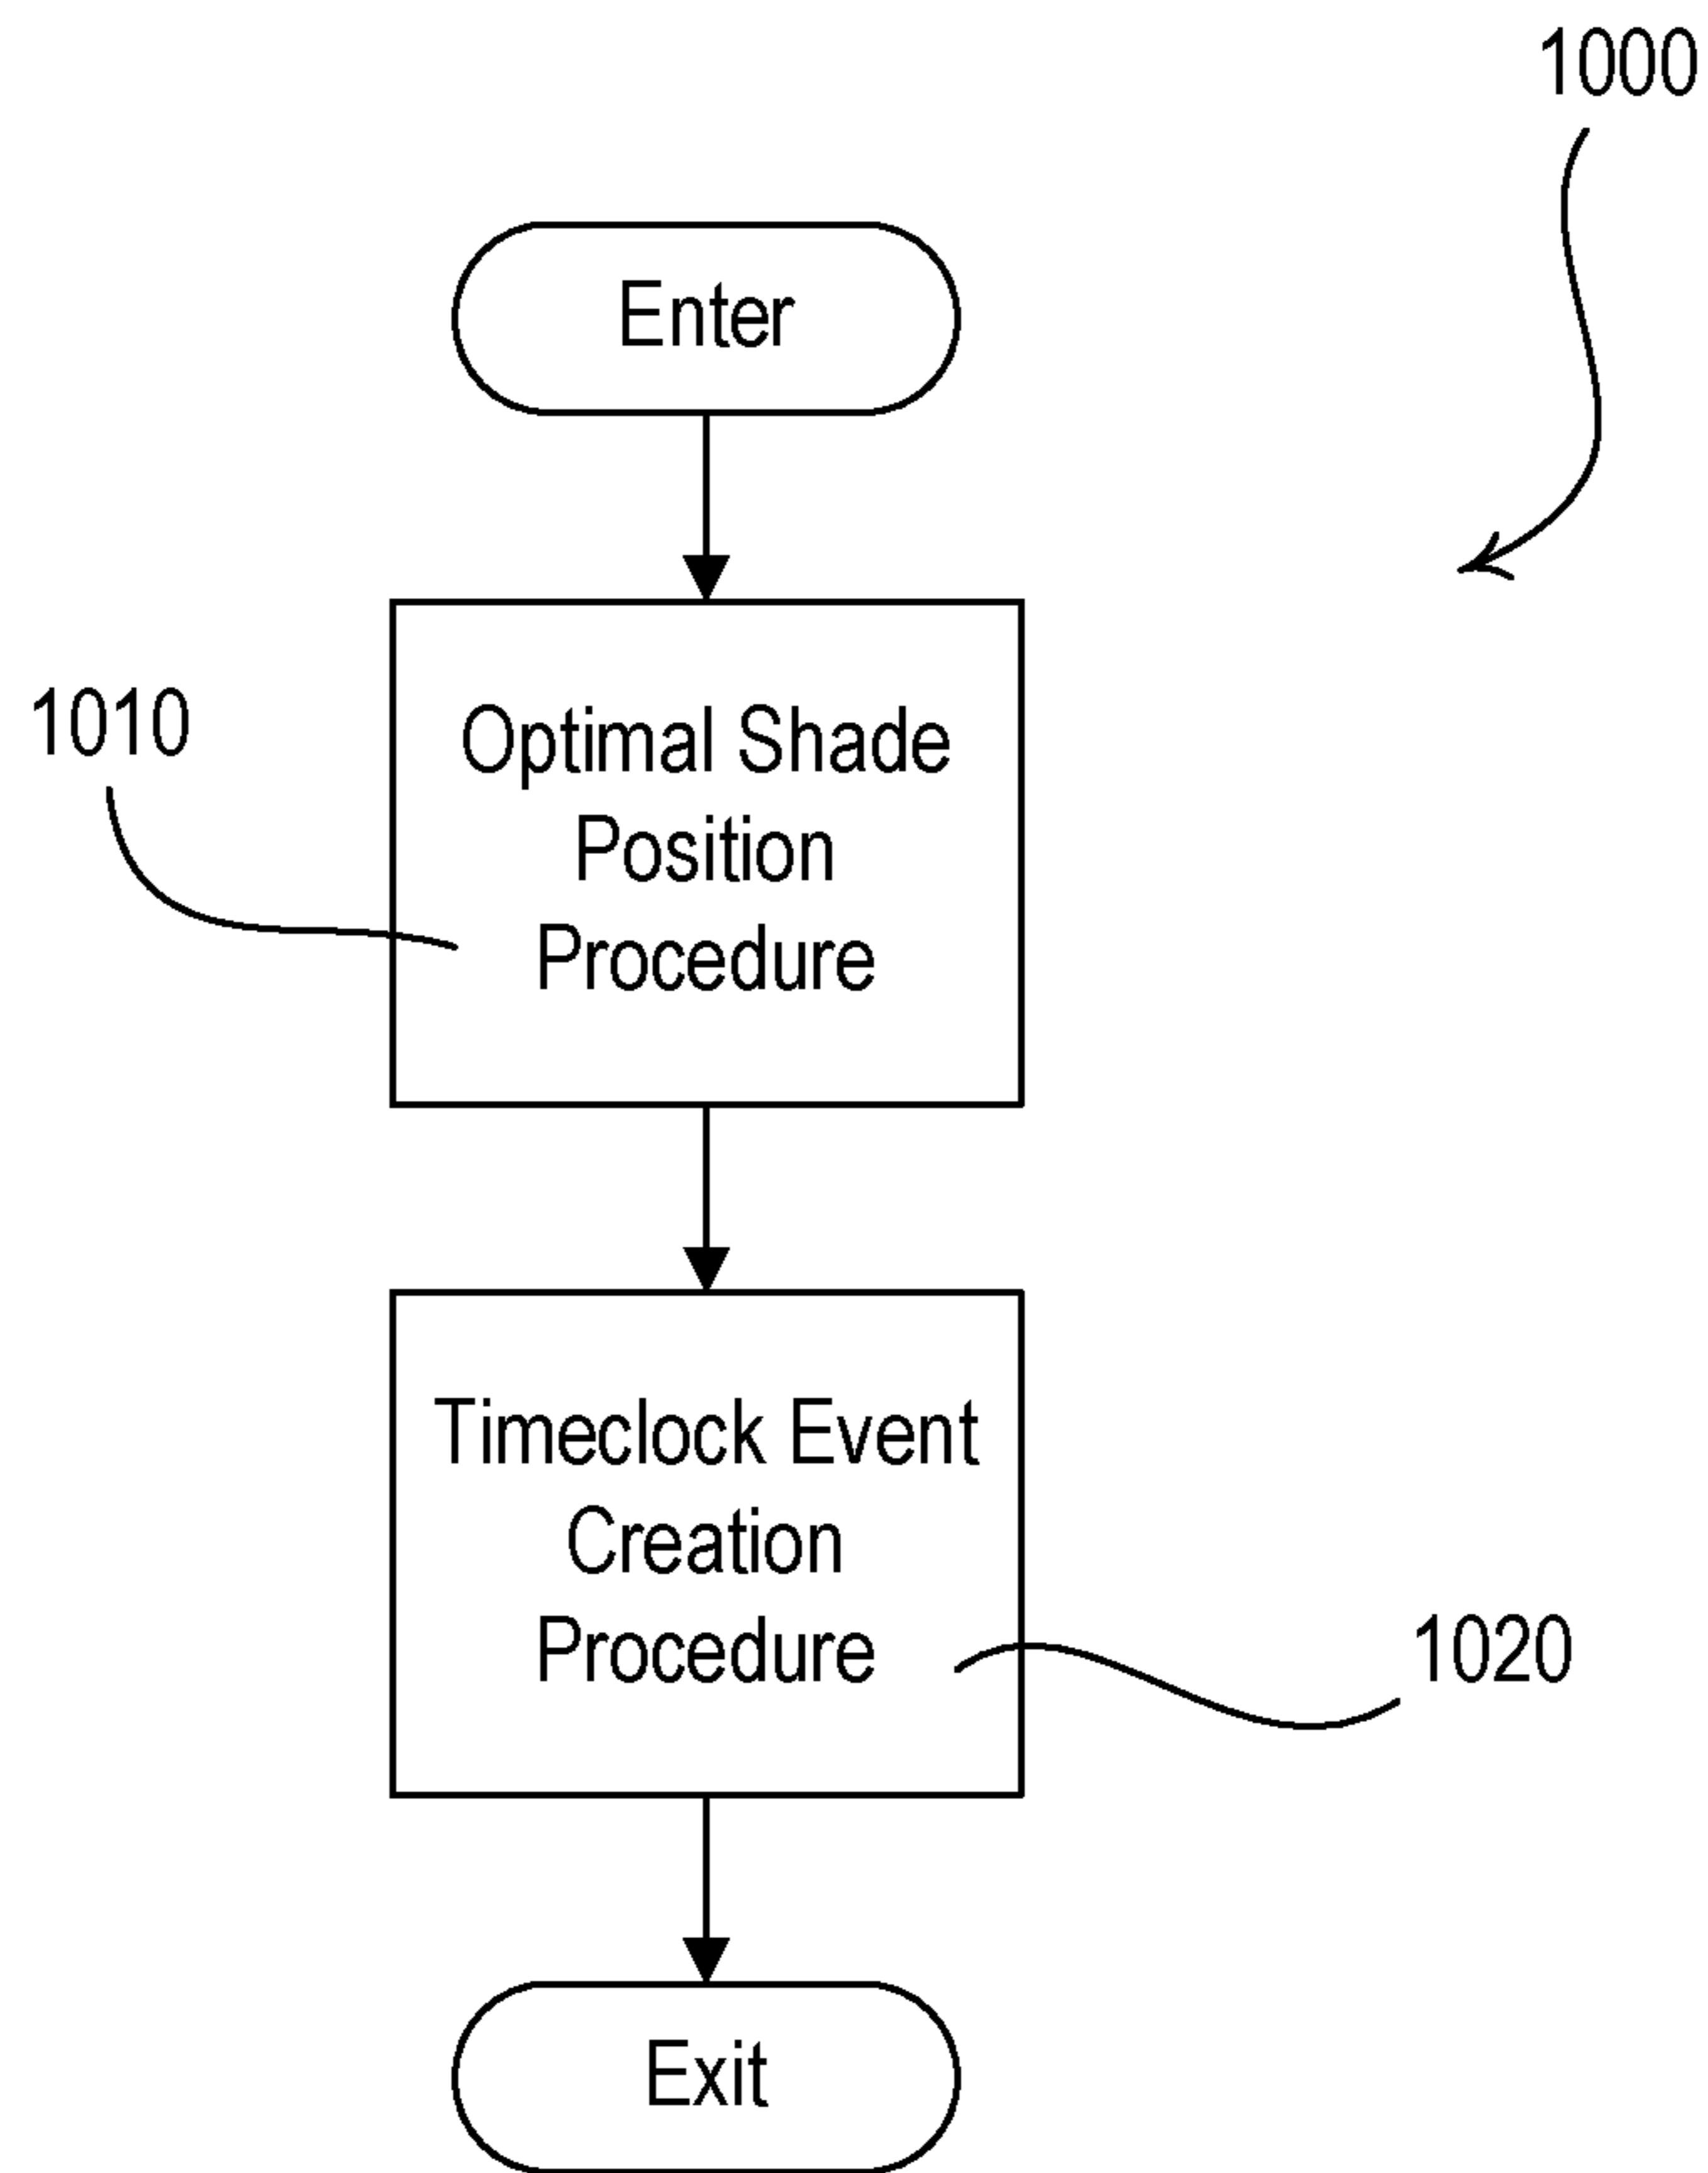 1000
Enter
1010
Optimal Shade
Position
Procedure
Timeclock Event
Creation
Procedure
1020
Exit